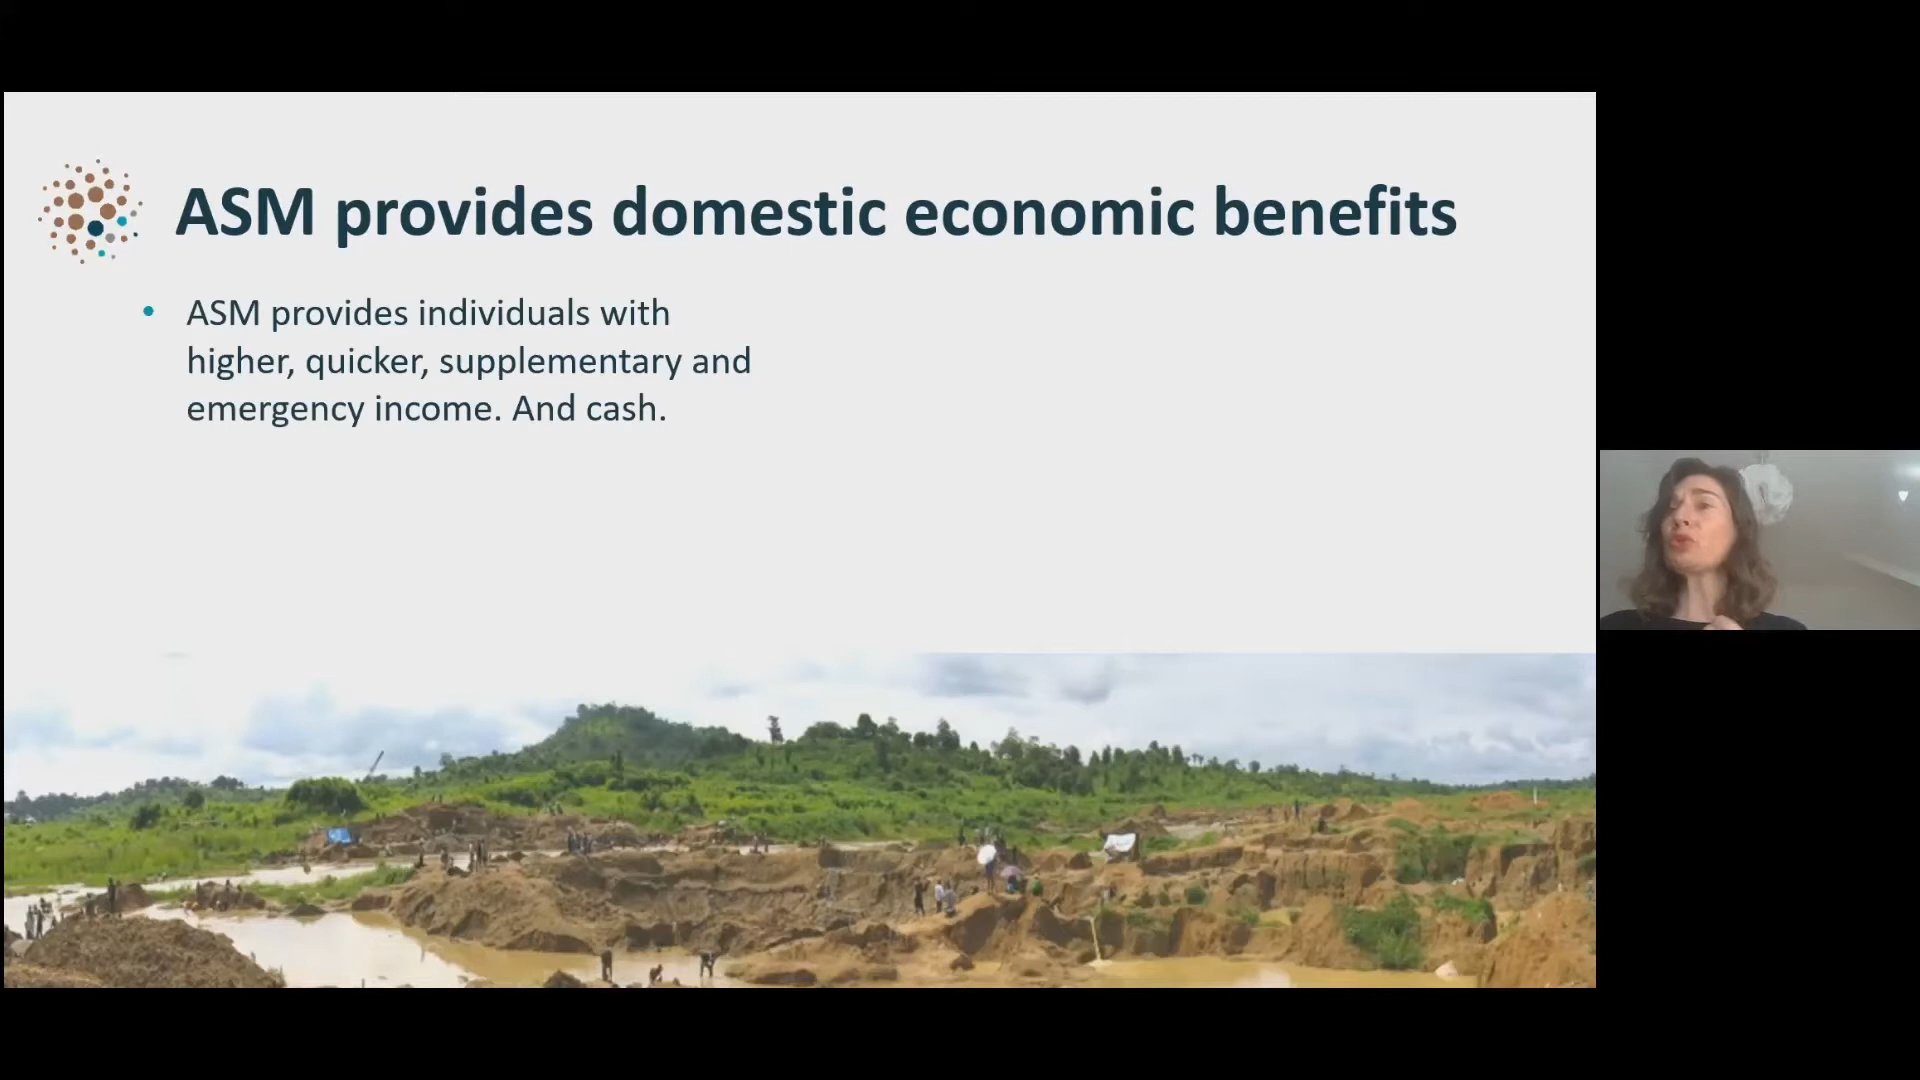 ASM provides domestic economic benefits
• ASM provides individuals with
higher, quicker, supplementary and
emergency income. And cash.